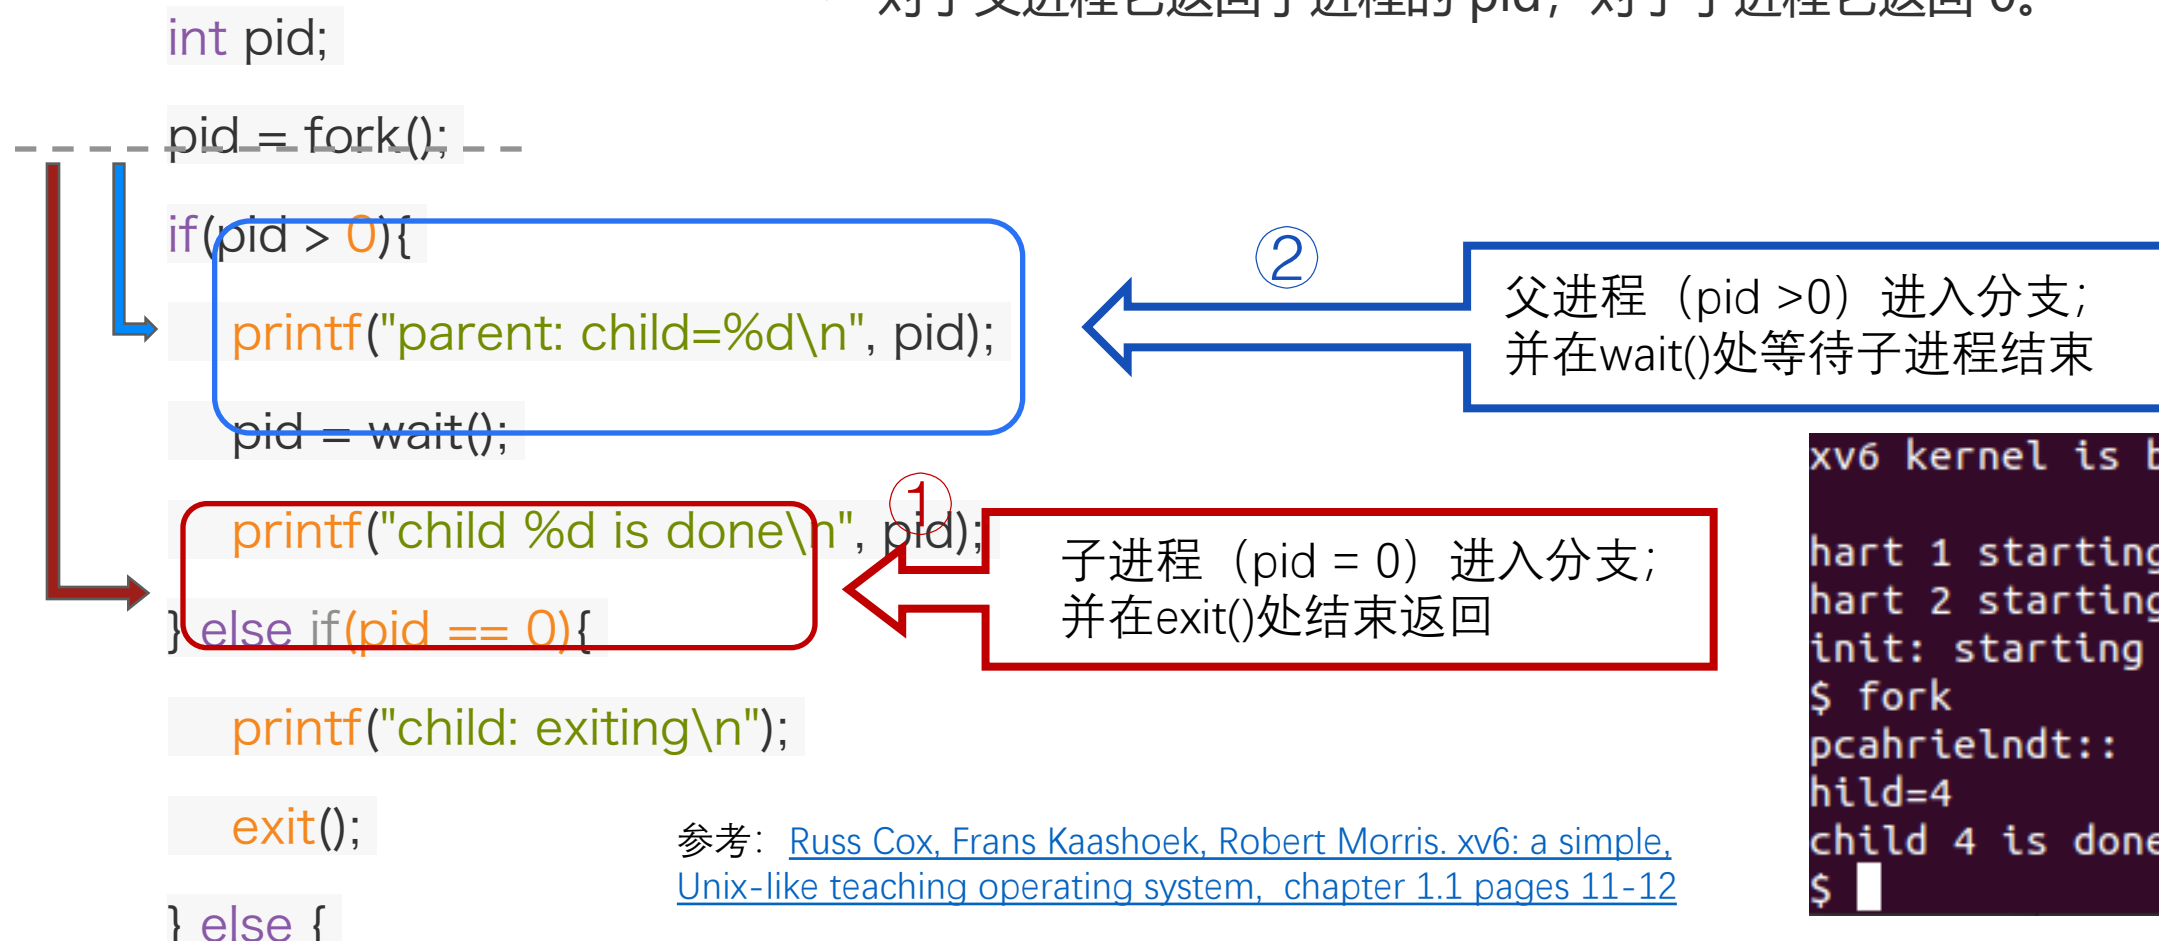 对于父进程它返回子进程的 pid，对于子进程它返回 0。
int pid;
pid = fork();
if(pid > 0){
printf("parent: child=%d\n", pid);
pid = wait();
printf("child %d is done\n", pid);
} else if(pid == 0){
printf("child: exiting\n");
exit();
} else {
②
父进程（pid >0）进入分支；
并在wait()处等待子进程结束
①
子进程（pid = 0）进入分支；
并在exit()处结束返回
参考：Russ Cox, Frans Kaashoek, Robert Morris. xv6: a simple,
Unix-like teaching operating system, chapter 1.1 pages 11-12
xv6 kernel is b
hart 1 starting
hart 2 starting
init: starting
$ fork
pcahrielndt::
hild=4
child 4 is done
$